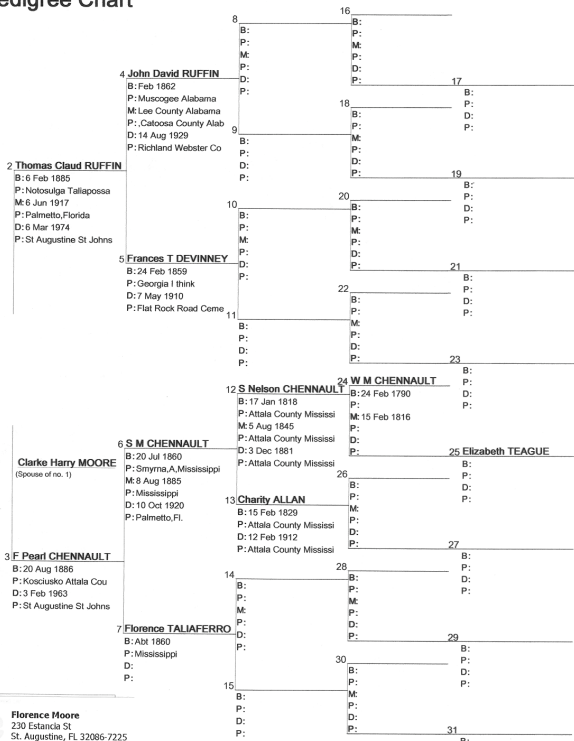 Pedigree Chart
2 Thomas Claud RUFFIN
B: 6 Feb 1885
P: Notosulga Taliapossa
M: 6 Jun 1917
P: Palmetto,Florida
D: 6 Mar 1974
P: St Augustine St Johns
Clarke Harry MOORE
(Spouse of no. 1)
3 F Pearl CHENNAULT
B: 20 Aug 1886
P: Kosciusko Attala Cou
D: 3 Feb 1963
P: St Augustine St Johns
Florence Moore
230 Estancia St
St. Augustine, FL 32086-7225
4 John David RUFFIN
B: Feb 1862
P: Muscogee Alabama
M: Lee County Alabama
P: ,Catoosa County Alab
D: 14 Aug 1929
P: Richland Webster Co
5 Frances T DEVINNEY
B: 24 Feb 1859
P: Georgia I think
D: 7 May 1910
P: Flat Rock Road Ceme
6 S M CHENNAULT
B: 20 Jul 1860
P: Smyrna,A,Mississippi
M: 8 Aug 1885
P: Mississippi
D: 10 Oct 1920
P: Palmetto,Fl.
7 Florence TALIAFERRO
B: Abt 1860
P: Mississippi
D:
P:
8
B:
P:
M:
P:
D:
P:
9
B:
P:
D:
P:
10
B:
P:
M:
P:
D:
P:
11
B:
P:
D:
P:
12 S Nelson CHENNAULT
B: 17 Jan 1818
P: Attala County Mississi
M: 5 Aug 1845
P: Attala County Mississi
D: 3 Dec 1881
P: Attala County Mississi
13 Charity ALLAN
B: 15 Feb 1829
P: Attala County Mississi
D: 12 Feb 1912
P: Attala County Mississi
14
B:
P:
M:
P:
D:
P:
15
B:
P:
D:
P:
16
B:
P:
M:
P:
D:
P:
17
B:
P:
D:
P:
18
B:
P:
M:
P:
D:
P:
19
B:
P:
D:
P:
20
B:
P:
M:
P:
D:
P:
21
B:
P:
D:
P:
22
B:
P:
M:
P:
D:
P:
23
B:
P:
D:
P:
24 W M CHENNAULT
B: 24 Feb 1790
P:
M: 15 Feb 1816
P:
D:
P:
25 Elizabeth TEAGUE
B:
P:
D:
P:
26
B:
P:
M:
P:
D:
P:
27
B:
P:
D:
P:
28
B:
P:
M:
P:
D:
P:
29
B:
P:
D:
P:
30
B:
P:
M:
P:
D:
P:
31
B: